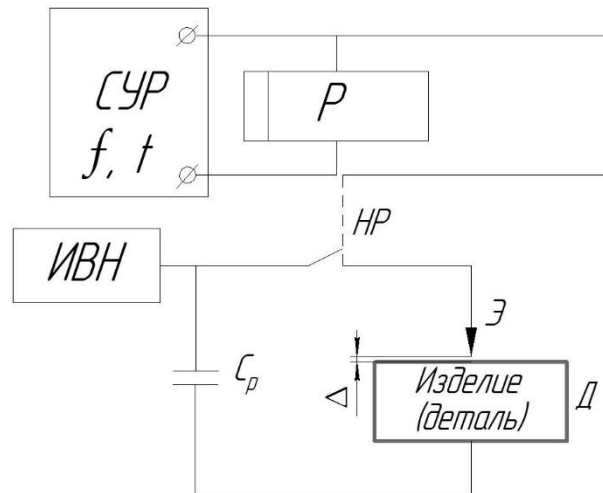 СУР
f, t
Р
НР
ИВН
Э
Cр
Δ
Изделие
(деталь)
Д